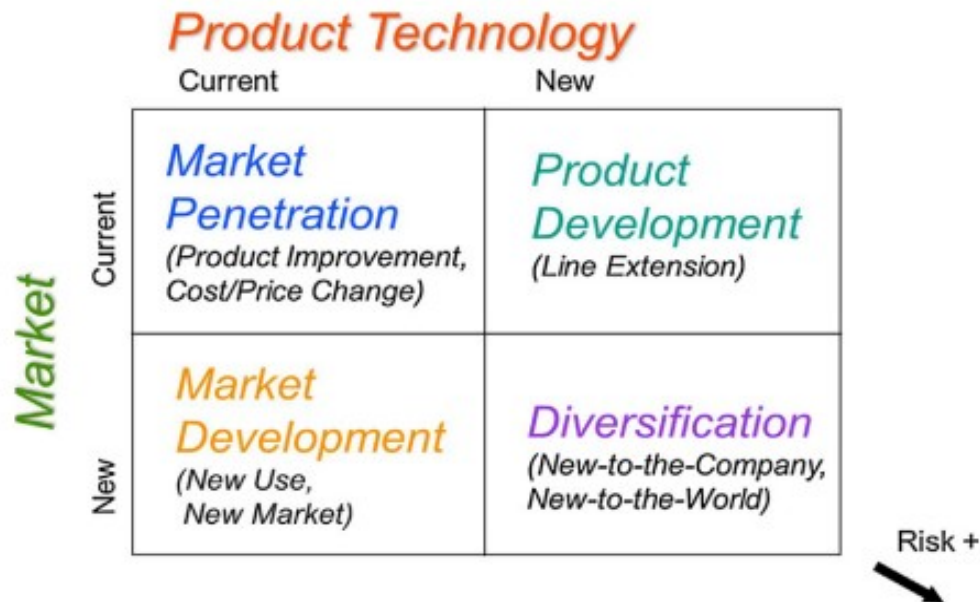 Product Technology
Current
New
Market
Current
Market
Penetration
(Product Improvement,
Cost/Price Change)
Product
Development
(Line Extension)
New
Market
Development
(New Use,
New Market)
Diversification
(New-to-the-Company,
New-to-the-World)
Risk +